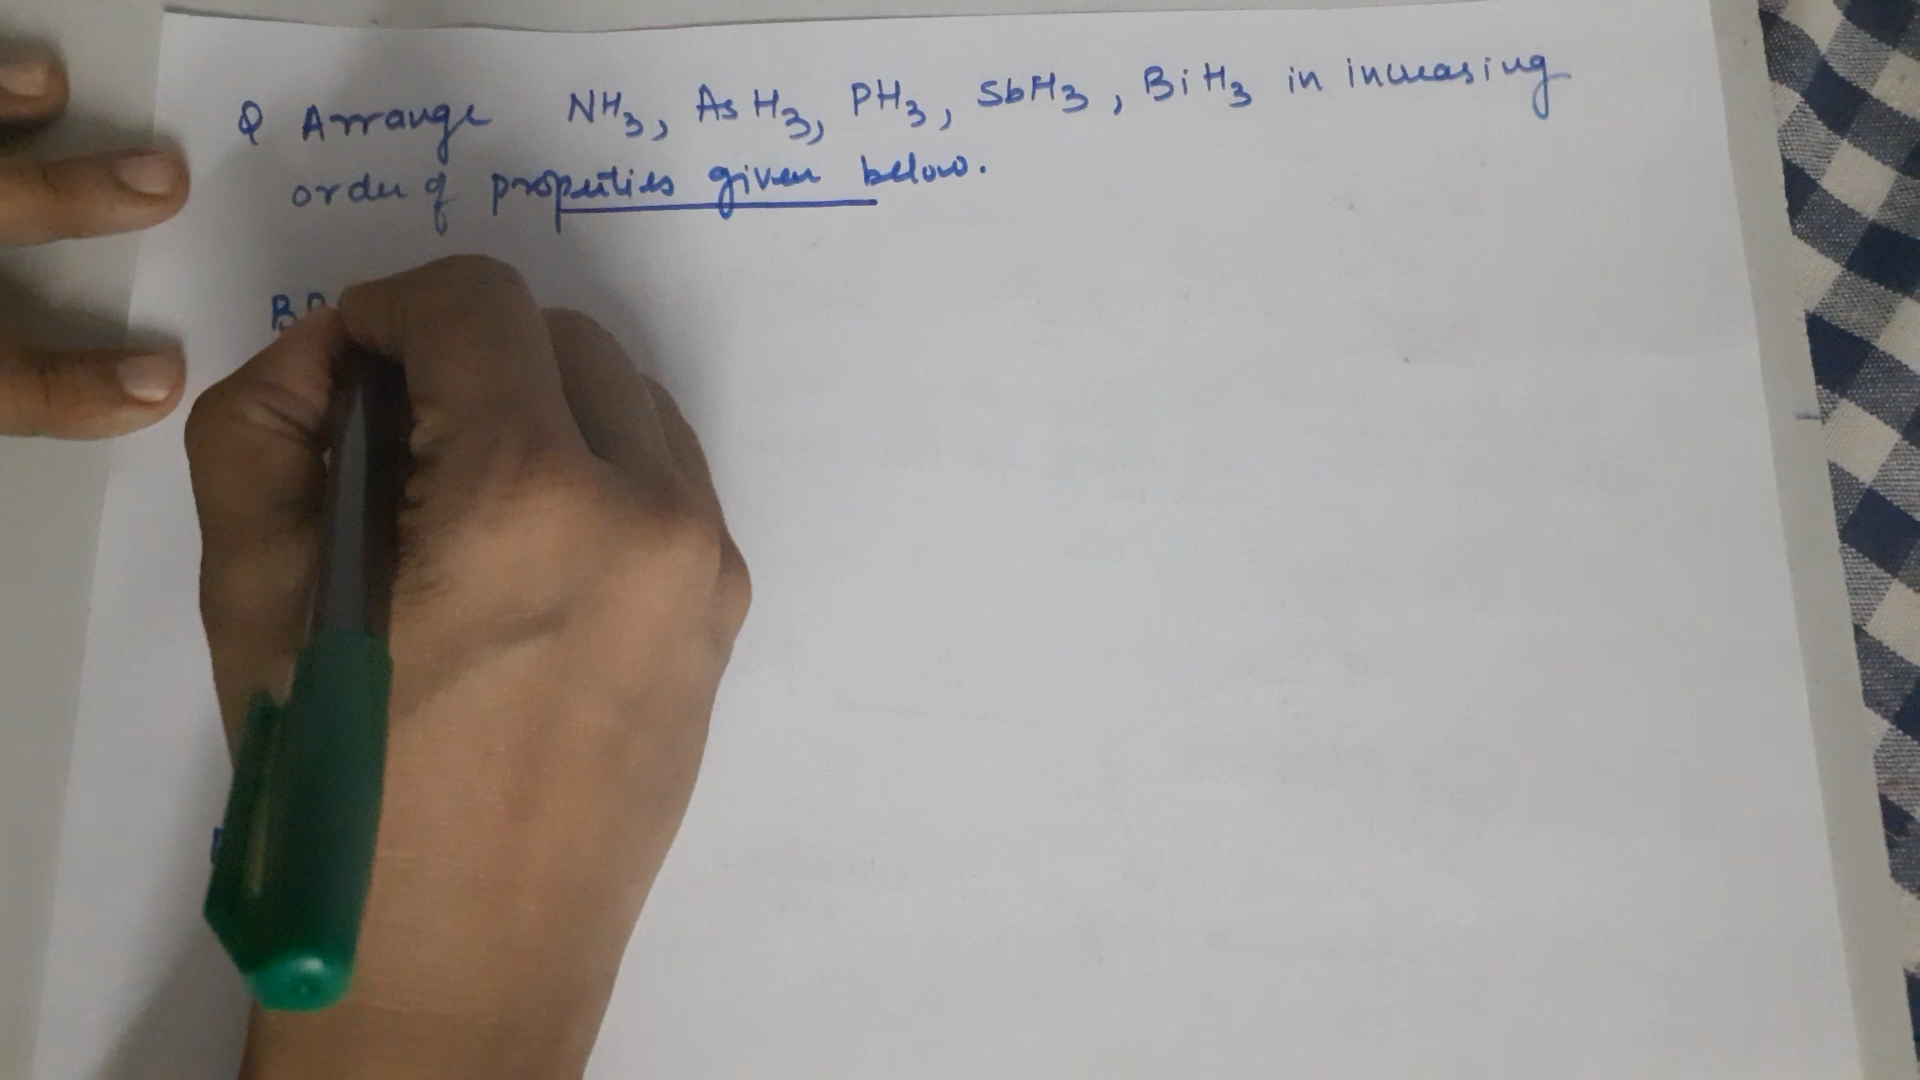 Q Arrange NH3, AsH3, PH3, SbH3, BiH3 in increasing
order of properties given below.